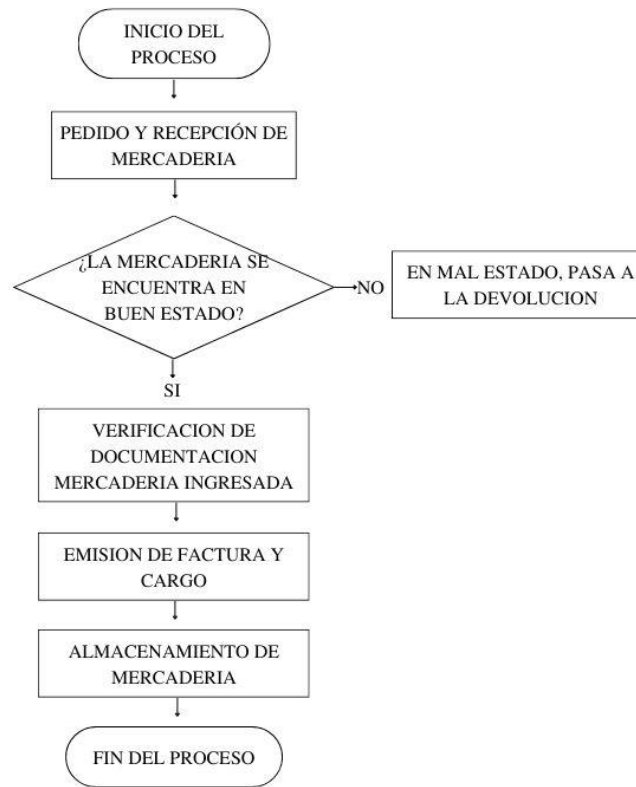 INICIO DEL
PROCESO
PEDIDO Y RECEPCIÓN DE
MERCADERIA
¿LA MERCADERIA SE
ENCUENTRA EN
BUEN ESTADO?
NO
EN MAL ESTADO, PASA A
LA DEVOLUCION
SI
VERIFICACION DE
DOCUMENTACION
MERCADERIA INGRESADA
EMISION DE FACTURA Y
CARGO
ALMACENAMIENTO DE
MERCADERIA
FIN DEL PROCESO